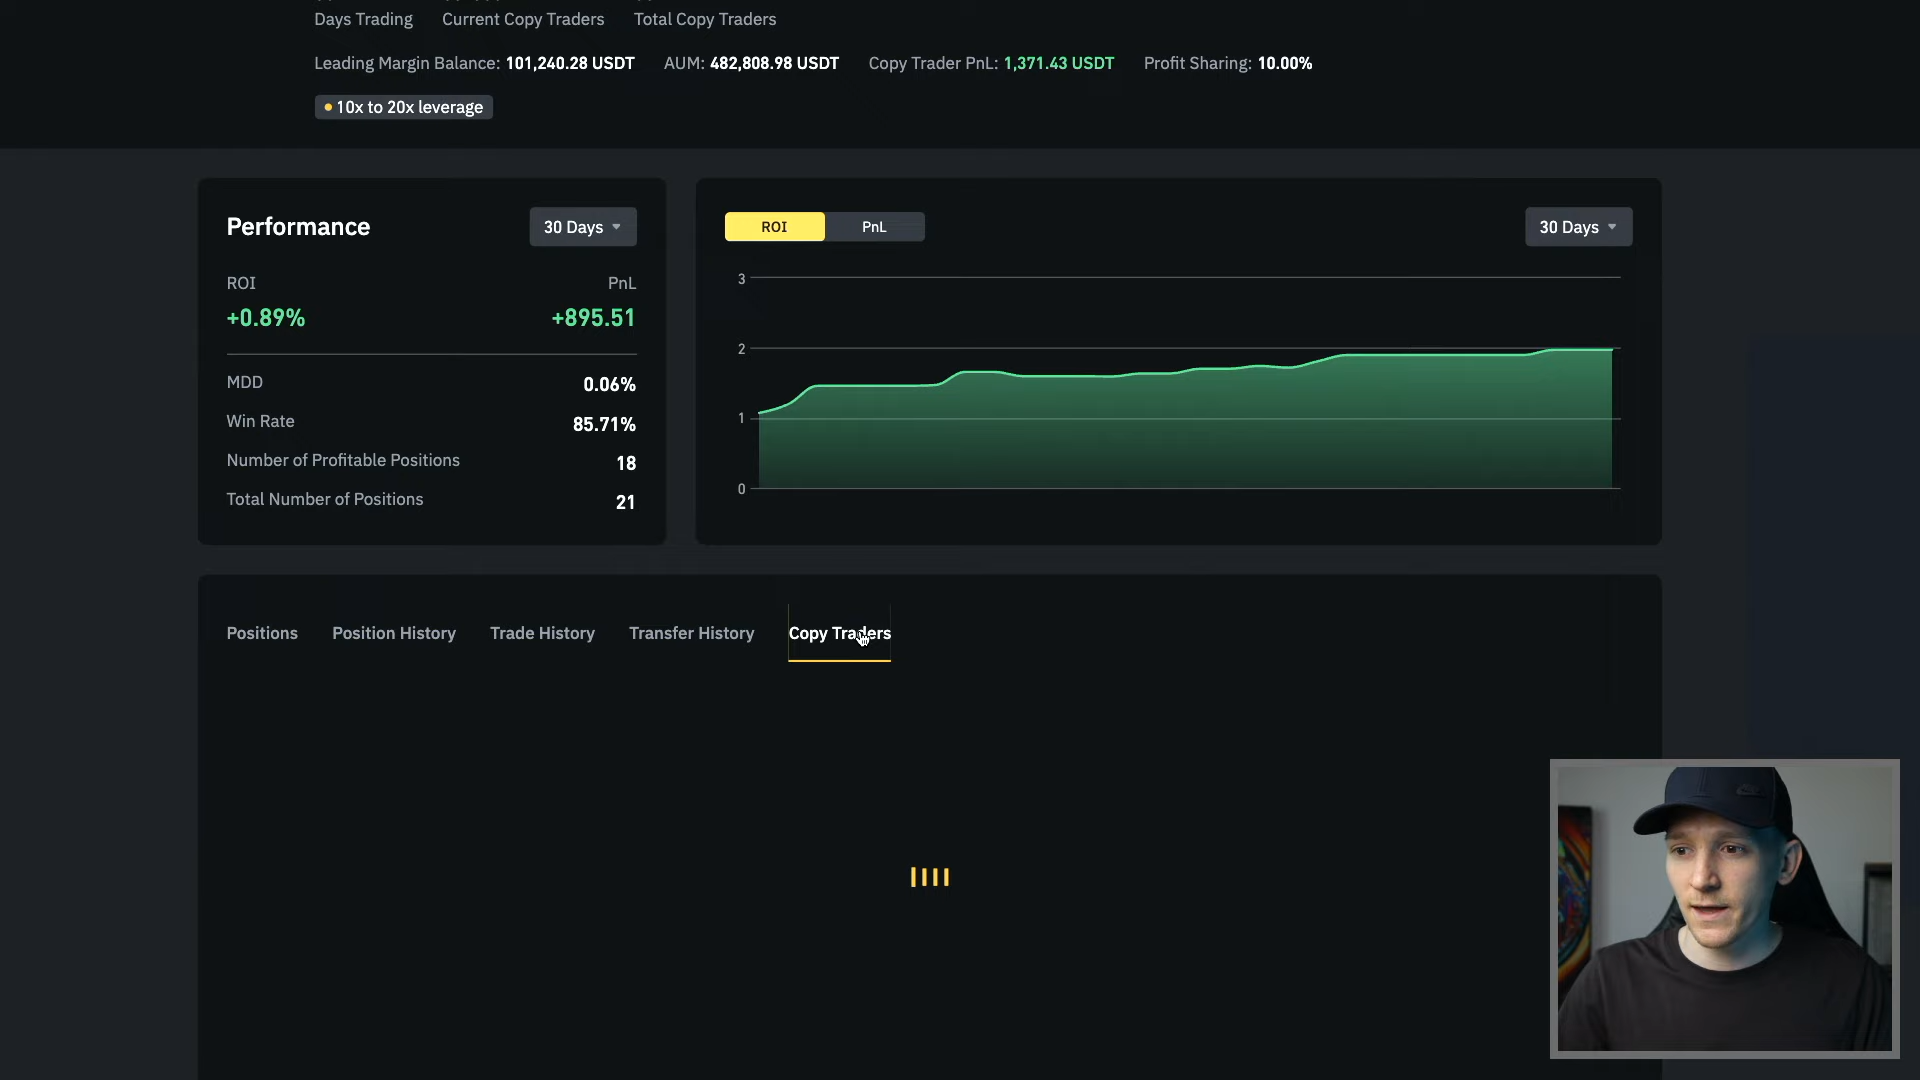 Days Trading Current Copy Traders Total Copy Traders
Leading Margin Balance: 101,240.28 USDT AUM: 482,808.98 USDT Copy Trader PnL: 1,371.43 USDT Profit Sharing: 10.00%
10x to 20x leverage
Performance 30 Days
ROI PnL
+0.89% +895.51
MDD 0.06%
Win Rate 85.71%
Number of Profitable Positions 18
Total Number of Positions 21
ROI PnL 30 Days
3
2
1
0
Positions Position History Trade History Transfer History Copy Traders